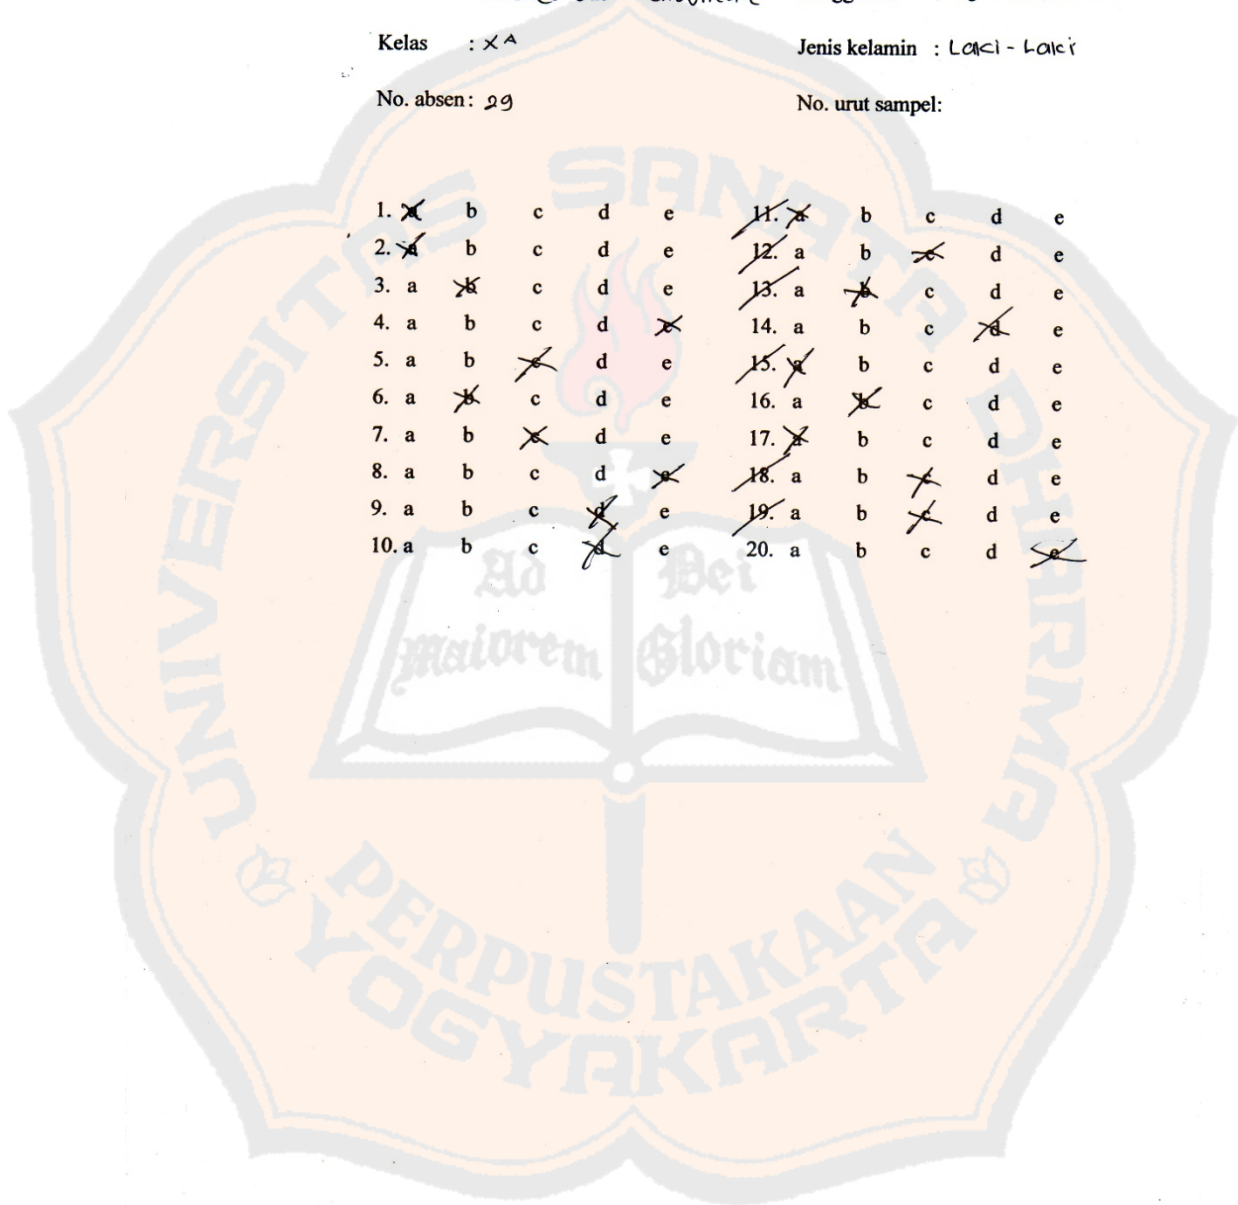 Kelas : XA
Jenis kelamin : Laki - Laki
No. absen : 29
No. urut sampel:
1. a b c d e
2. a b c d e
3. a b c d e
4. a b c d e
5. a b c d e
6. a b c d e
7. a b c d e
8. a b c d e
9. a b c d e
10. a b c d e
11. a b c d e
12. a b c d e
13. a b c d e
14. a b c d e
15. a b c d e
16. a b c d e
17. a b c d e
18. a b c d e
19. a b c d e
20. a b c d e
UNIVERSITAS SANATA DHARMA
Ad Dei
Maiorem Gloriam
PERPUSTAKAAN
YOGYAKARTA